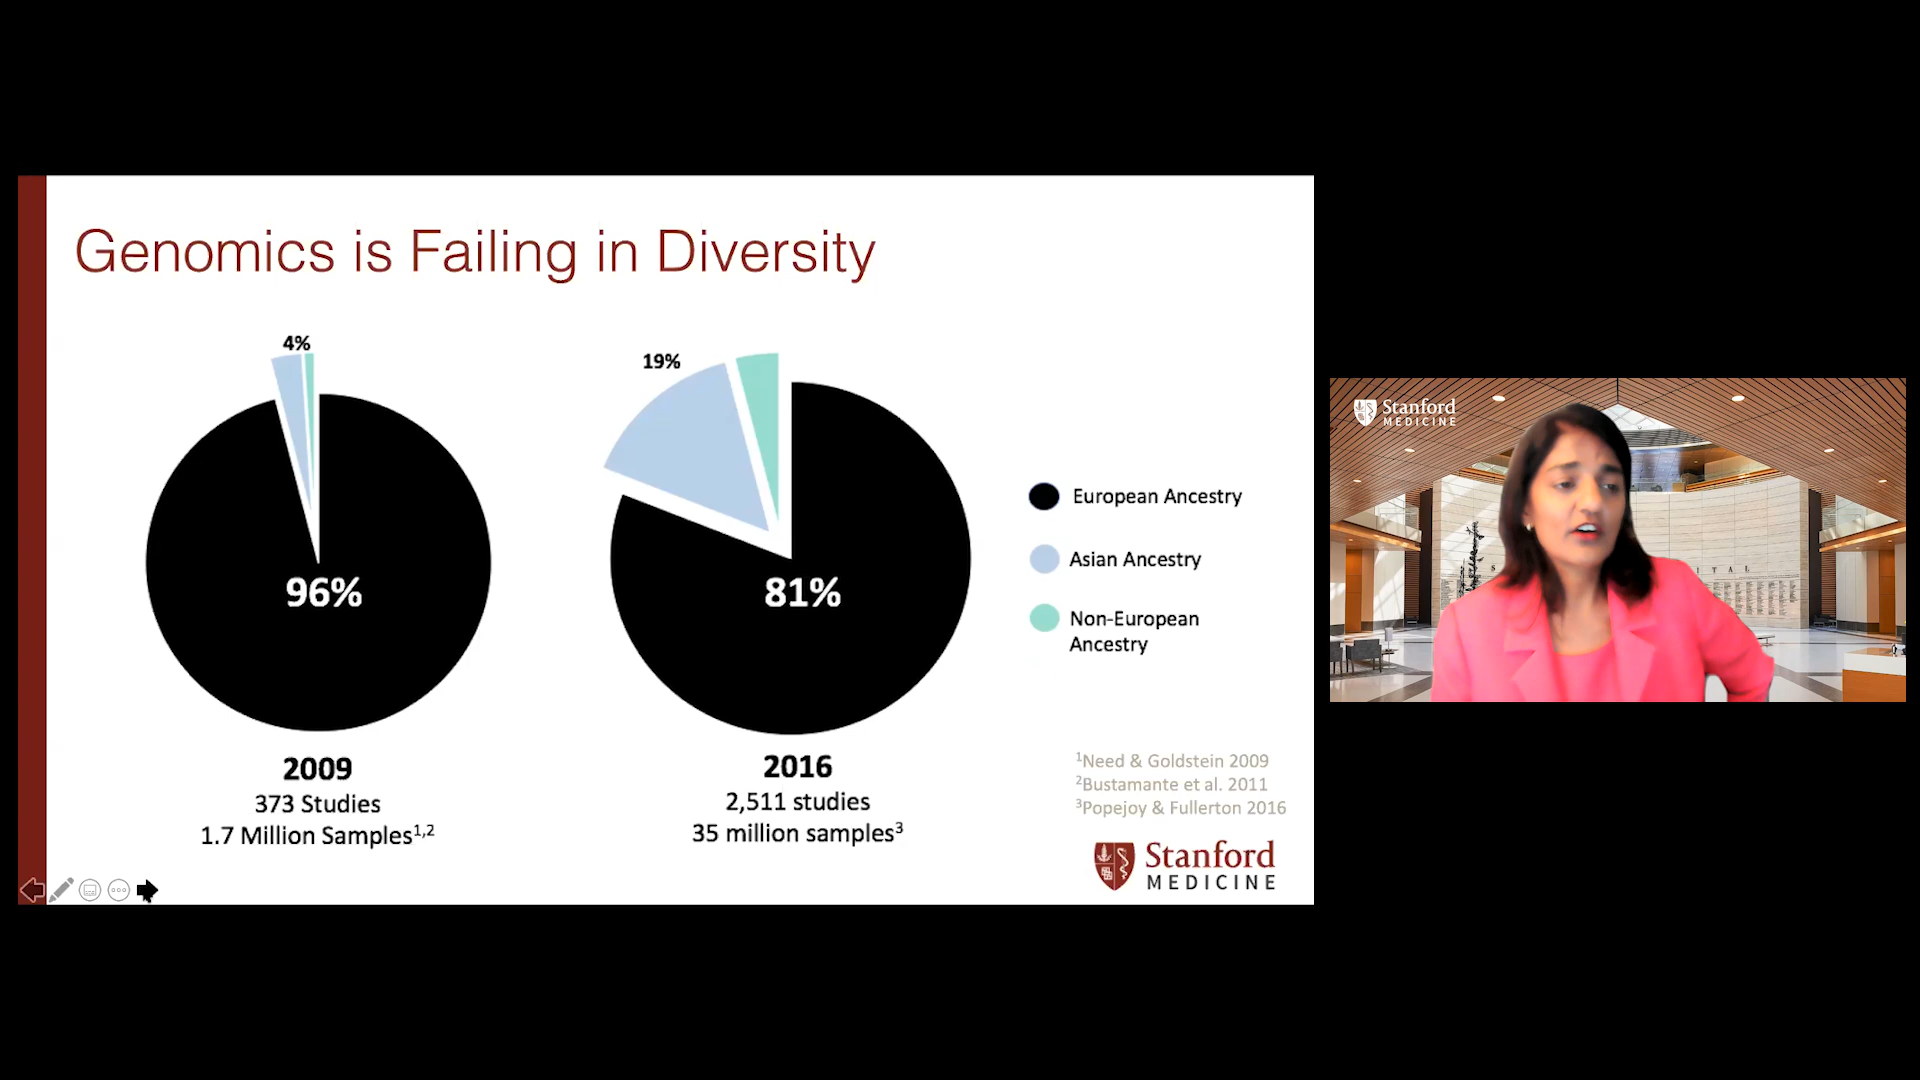 Genomics is Failing in Diversity
4%
96%
2009
373 Studies
1.7 Million Samples1,2
19%
81%
2016
2,511 studies
35 million samples3
European Ancestry
Asian Ancestry
Non-European
Ancestry
1Need & Goldstein 2009
2Bustamante et al. 2011
3Popejoy & Fullerton 2016
Stanford
MEDICINE
Stanford
MEDICINE